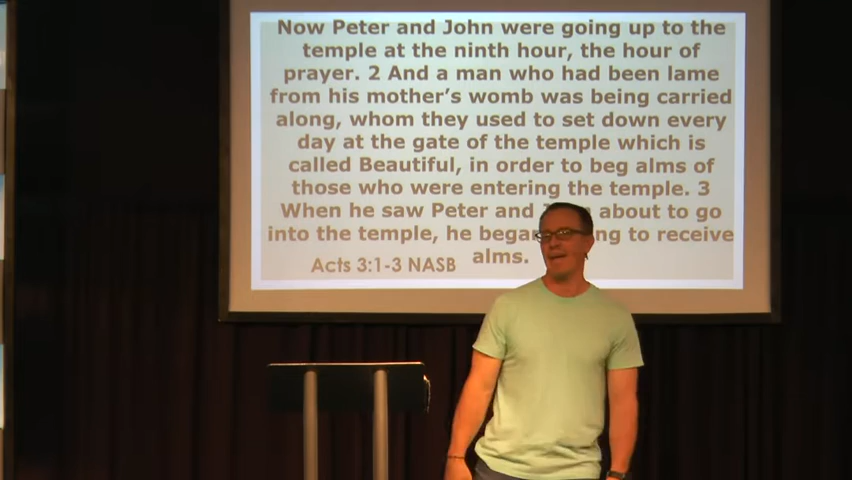 Now Peter and John were going up to the
temple at the ninth hour, the hour of
prayer. 2 And a man who had been lame
from his mother's womb was being carried
along, whom they used to set down every
day at the gate of the temple which is
called Beautiful, in order to beg alms of
those who were entering the temple. 3
When he saw Peter and about to go
into the temple, he began to receive
alms.
Acts 3:1-3 NASB